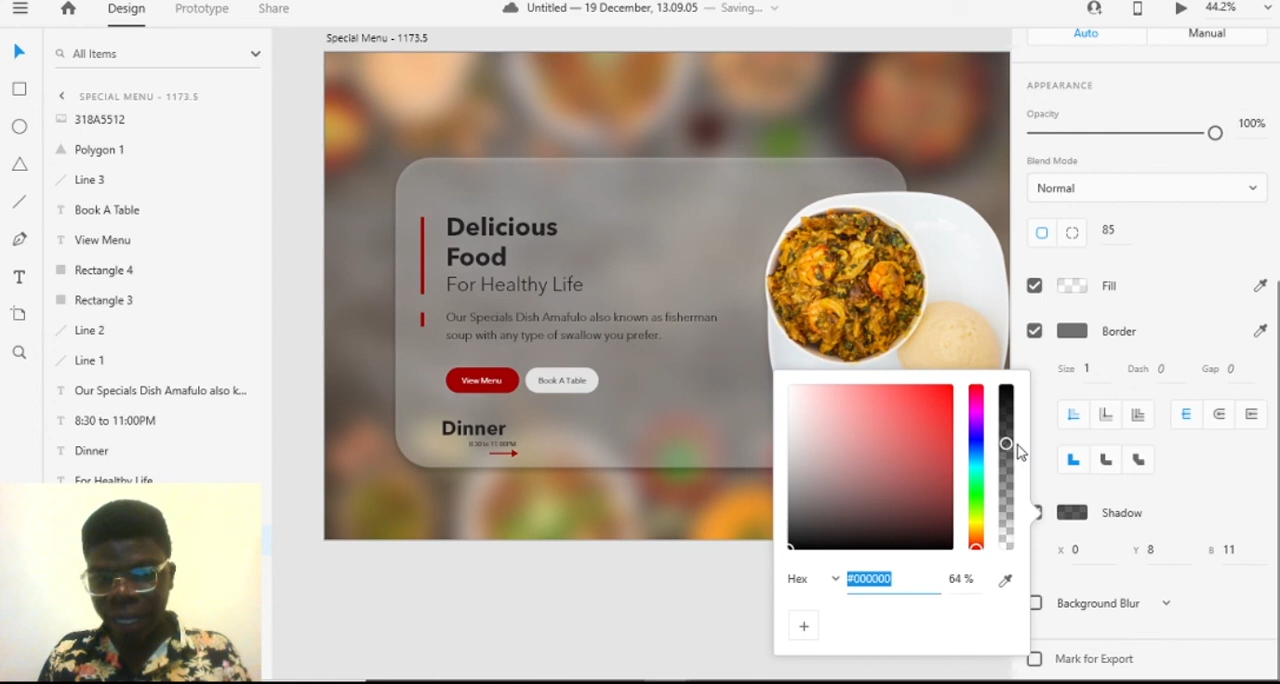 Design Prototype Share
Untitled — 19 December, 13.09.05 — Saving...
44.2%
All Items
SPECIAL MENU - 1173.5
318A5512
Polygon 1
Line 3
Book A Table
View Menu
Rectangle 4
Rectangle 3
Line 2
Line 1
Our Specials Dish Amafulo also k...
8:30 to 11:00PM
Dinner
For Healthy Life
Special Menu - 1173.5
Delicious
Food
For Healthy Life
Our Specials Dish Amafulo also known as fisherman
soup with any type of swallow you prefer.
View Menu Book A Table
Dinner
8:30 to 11:00PM
Hex #000000 64 %
+
Auto Manual
APPEARANCE
Opacity
100%
Blend Mode
Normal
85
Fill
Border
Size 1 Dash 0 Gap 0
Shadow
X 0 Y 8 B 11
Background Blur
Mark for Export